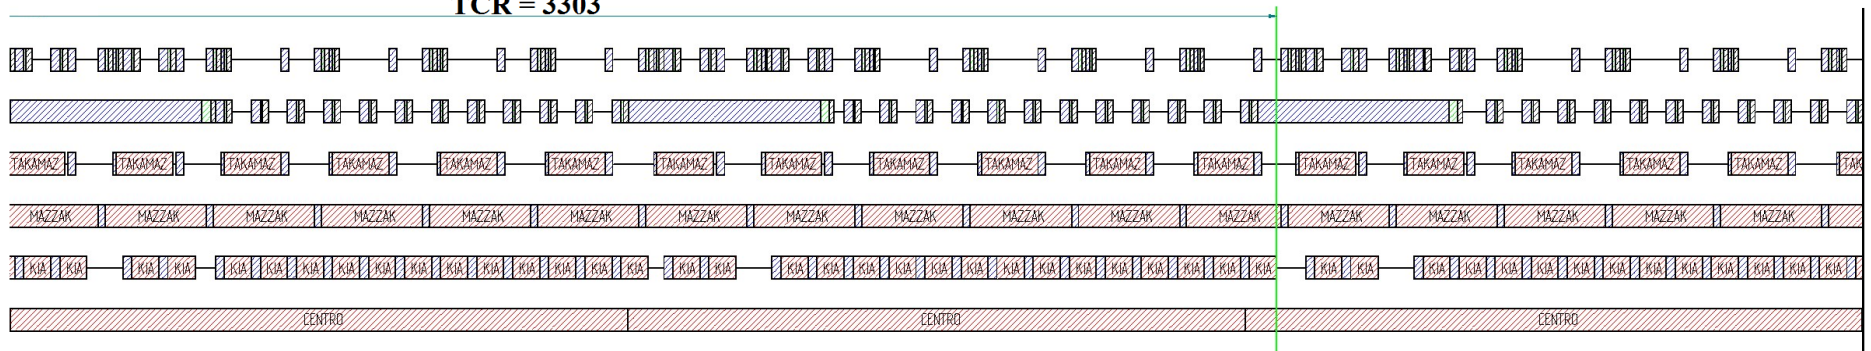 TCR = 3303
TAKAMAZ TAKAMAZ TAKAMAZ TAKAMAZ TAKAMAZ TAKAMAZ TAKAMAZ TAKAMAZ TAKAMAZ TAKAMAZ TAKAMAZ TAKAMAZ TAKAMAZ TAKAMAZ TAKAMAZ TAKAMAZ TAKAMAZ TAK
MAZZAK MAZZAK MAZZAK MAZZAK MAZZAK MAZZAK MAZZAK MAZZAK MAZZAK MAZZAK MAZZAK MAZZAK MAZZAK MAZZAK MAZZAK MAZZAK MAZZAK
KIA KIA KIA KIA KIA KIA KIA KIA KIA KIA KIA KIA KIA KIA KIA KIA KIA KIA KIA KIA KIA KIA KIA KIA KIA KIA KIA KIA KIA KIA KIA KIA KIA KIA KIA KIA KIA KIA KIA KIA KIA KIA KIA KIA KIA
CENTRO CENTRO CENTRO